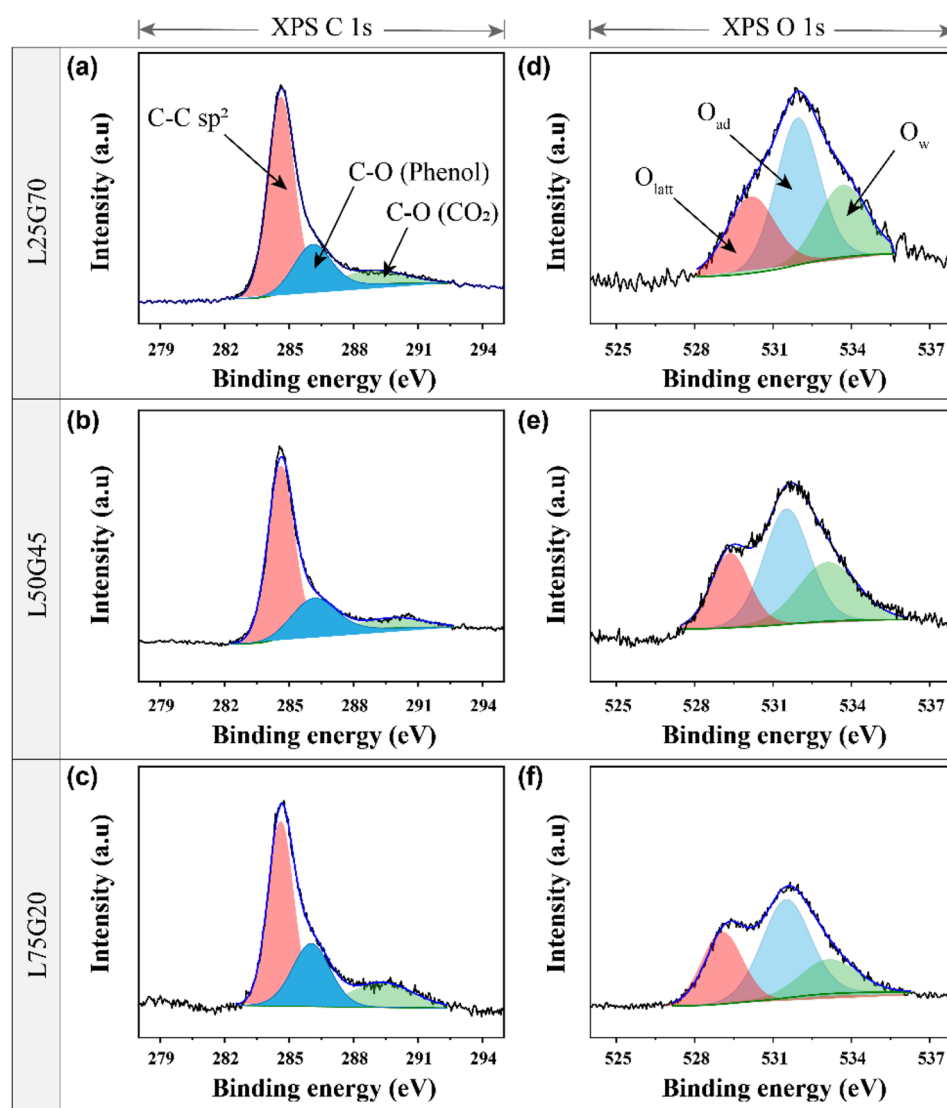 XPS C 1s
XPS O 1s
L25G70
(a)
C-C sp²
C-O (Phenol)
C-O (CO₂)
Intensity (a.u)
279 282 285 288 291 294
Binding energy (eV)
(d)
O_latt
O_ad
O_w
Intensity (a.u)
525 528 531 534 537
Binding energy (eV)
L50G45
(b)
Intensity (a.u)
279 282 285 288 291 294
Binding energy (eV)
(e)
Intensity (a.u)
525 528 531 534 537
Binding energy (eV)
L75G20
(c)
Intensity (a.u)
279 282 285 288 291 294
Binding energy (eV)
(f)
Intensity (a.u)
525 528 531 534 537
Binding energy (eV)